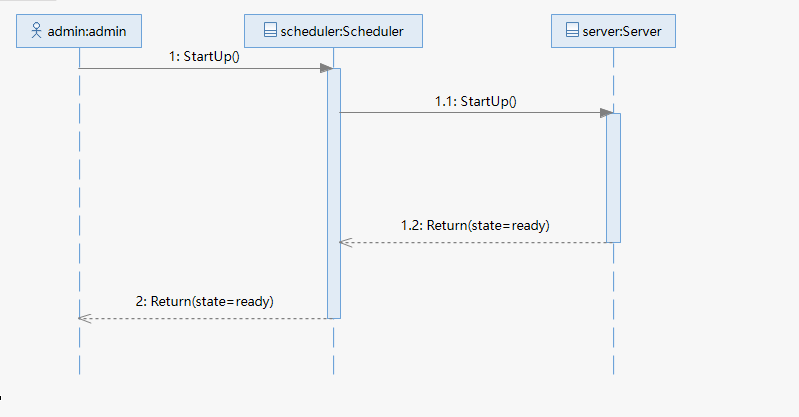 admin:admin
scheduler:Scheduler
server:Server
1: StartUp()
1.1: StartUp()
1.2: Return(state=ready)
2: Return(state=ready)